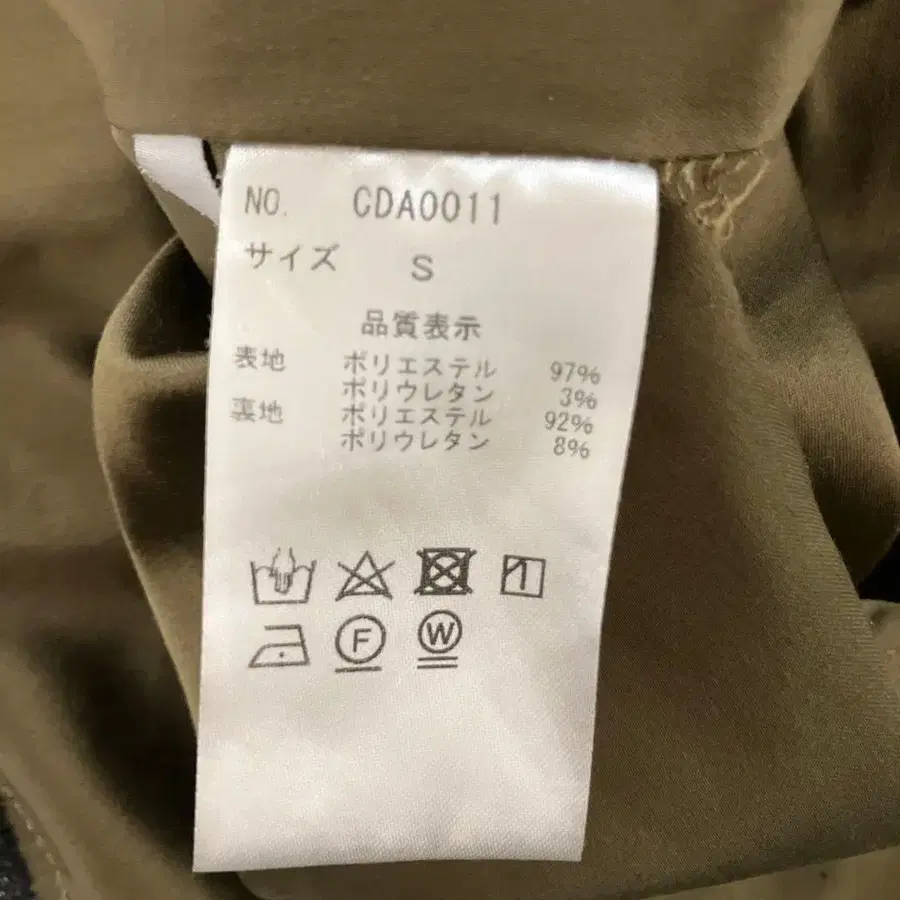 NO. CDA0011
サイズ S
品質表示
表地 ポリエステル 97%
ポリウレタン 3%
裏地 ポリエステル 92%
ポリウレタン 8%
F W